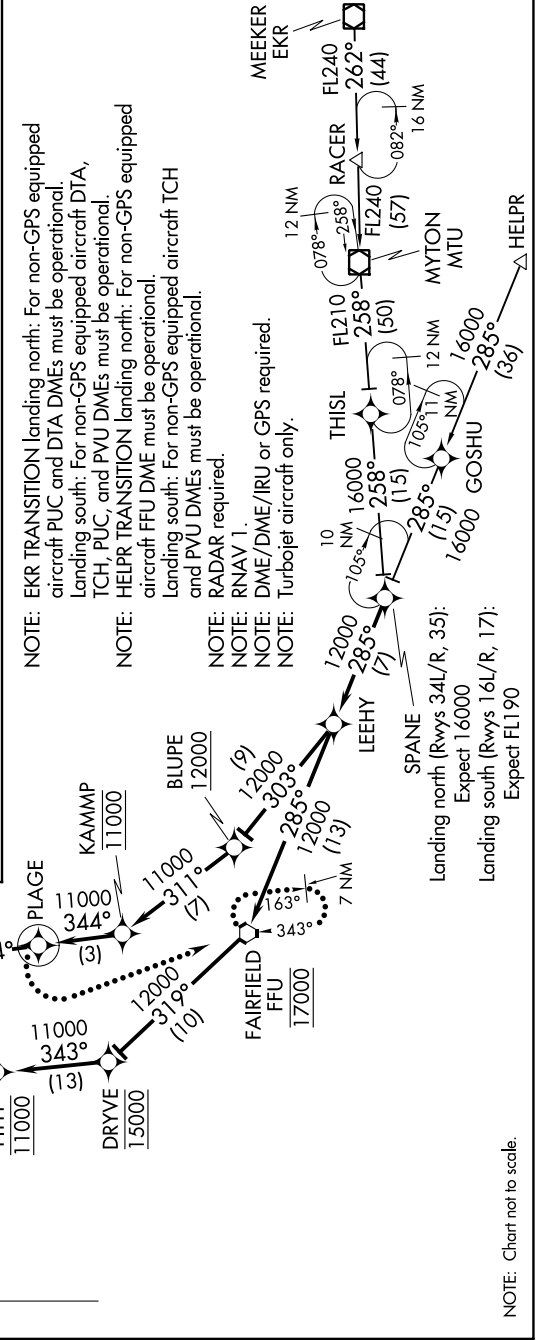 NOTE: EKR TRANSITION landing north: For non-GPS equipped
aircraft PUC and DTA DMEs must be operational.
Landing south: For non-GPS equipped aircraft DTA,
TCH, PUC, and PVU DMEs must be operational.
NOTE: HELPR TRANSITION landing north: For non-GPS equipped
aircraft FFU DME must be operational.
Landing south: For non-GPS equipped aircraft TCH
and PVU DMEs must be operational.
NOTE: RADAR required.
NOTE: RNAV 1.
NOTE: DME/DME/IRU or GPS required.
NOTE: Turbojet aircraft only.
11000
11000
343°
(13)
DRYVE
15000
PLAGE
11000
344°
(3)
KAMMP
11000
11000
311°
(7)
BLUPE
12000
(9)
12000
303°
12000
319°
(10)
FAIRFIELD
FFU
17000
163°
343°
7 NM
285°
12000
(13)
LEEHY
12000
285°
(7)
SPANE
Landing north (Rwys 34L/R, 35):
Expect 16000
Landing south (Rwys 16L/R, 17):
Expect FL190
10
NM
105°
16000
258°
(15)
THISL
078°
12 NM
285°
(15)
16000
GOSHU
105°
11
NM
16000
285°
(36)
HELPR
FL210
258°
(50)
MYTON
MTU
12 NM
078°
258°
FL240
(57)
RACER
082°
16 NM
FL240
262°
(44)
MEEKER
EKR
NOTE: Chart not to scale.